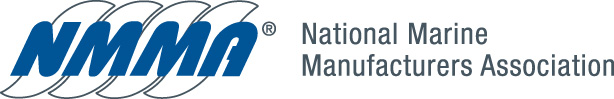 NMMA®
National Marine
Manufacturers Association